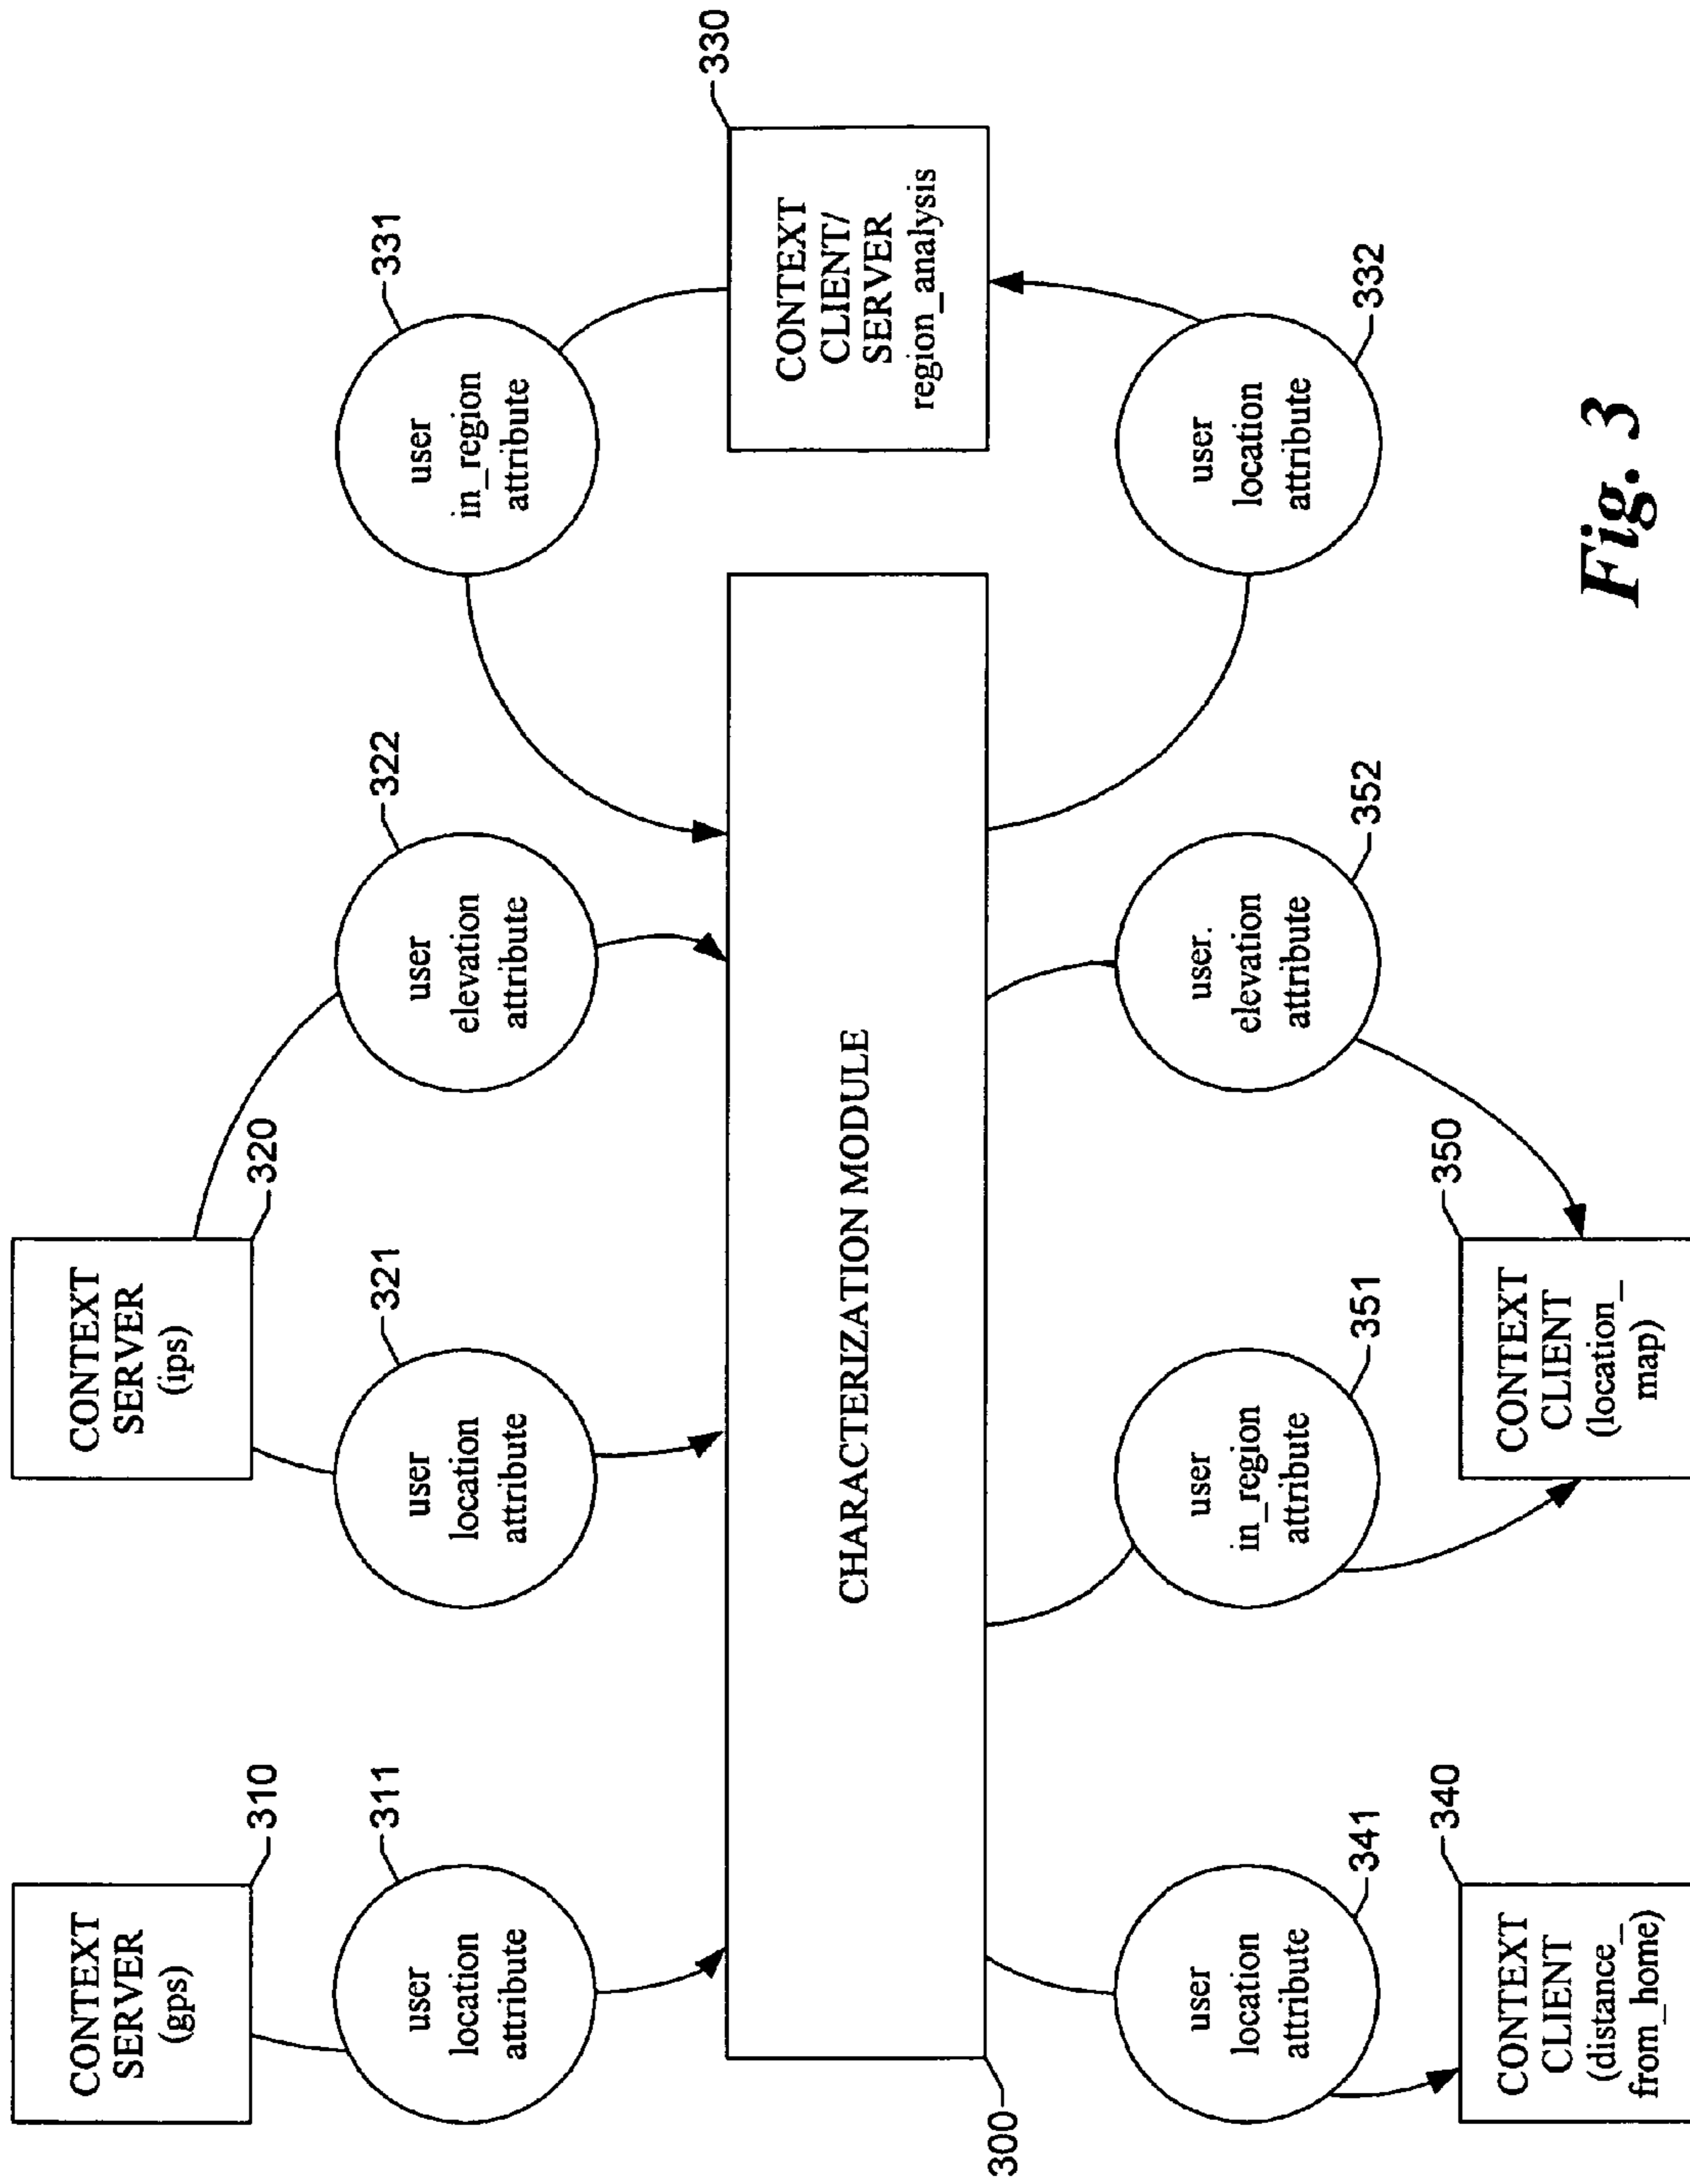 CONTEXT
SERVER
(gps)
310
CONTEXT
SERVER
(ips)
320
user
location
attribute
311
user
location
attribute
321
user
elevation
attribute
322
user
in_region
attribute
331
CHARACTERIZATION MODULE
300
CONTEXT
CLIENT/
SERVER
region_analysis
330
user
location
attribute
341
user
in_region
attribute
351
user.
elevation
attribute
352
user
location
attribute
332
CONTEXT
CLIENT
(distance_
from_home)
340
CONTEXT
CLIENT
(location_
map)
350
Fig. 3